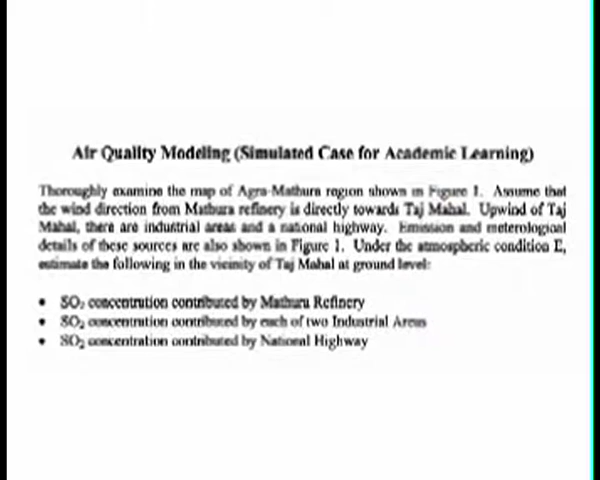 Air Quality Modeling (Simulated Case for Academic Learning)
Thoroughly examine the map of Agra-Mathura region shown in Figure 1. Assume that
the wind direction from Mathura refinery is directly towards Taj Mahal. Upwind of Taj
Mahal, there are industrial areas and a national highway. Emission and meterological
details of these sources are also shown in Figure 1. Under the atmospheric condition E,
estimate the following in the vicinity of Taj Mahal at ground level:
• SO₂ concentration contributed by Mathura Refinery
• SO₂ concentration contributed by each of two Industrial Areas
• SO₂ concentration contributed by National Highway